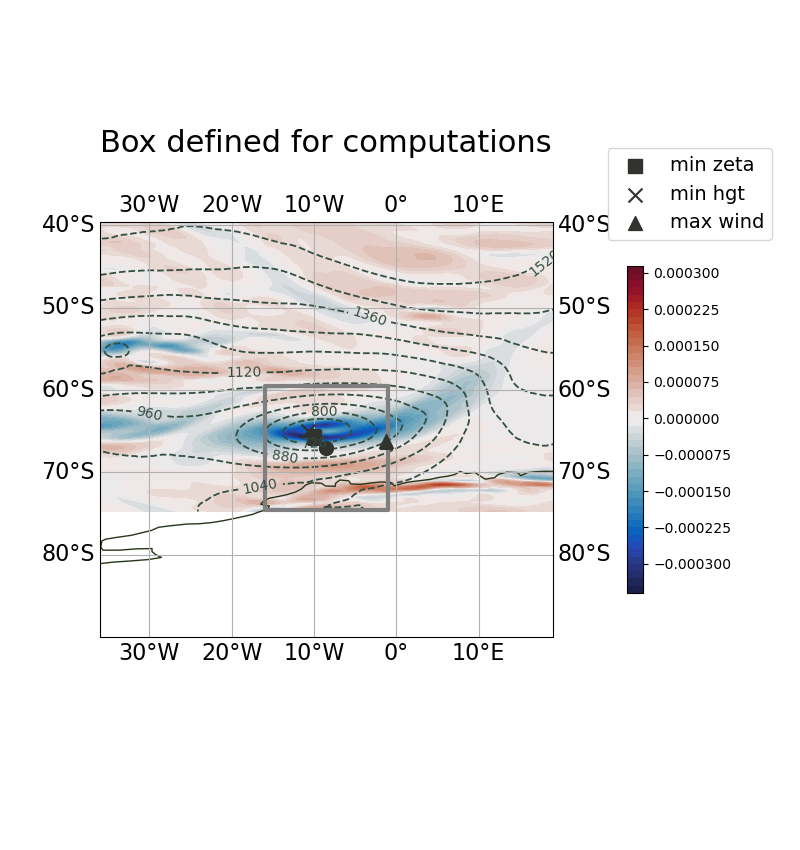 Box defined for computations
min zeta
min hgt
max wind
30°W 20°W 10°W 0° 10°E
40°S 40°S
50°S 50°S
60°S 60°S
70°S 70°S
80°S 80°S
30°W 20°W 10°W 0° 10°E
1520
1360
1120
960
800
880
1040
0.000300
0.000225
0.000150
0.000075
0.000000
−0.000075
−0.000150
−0.000225
−0.000300